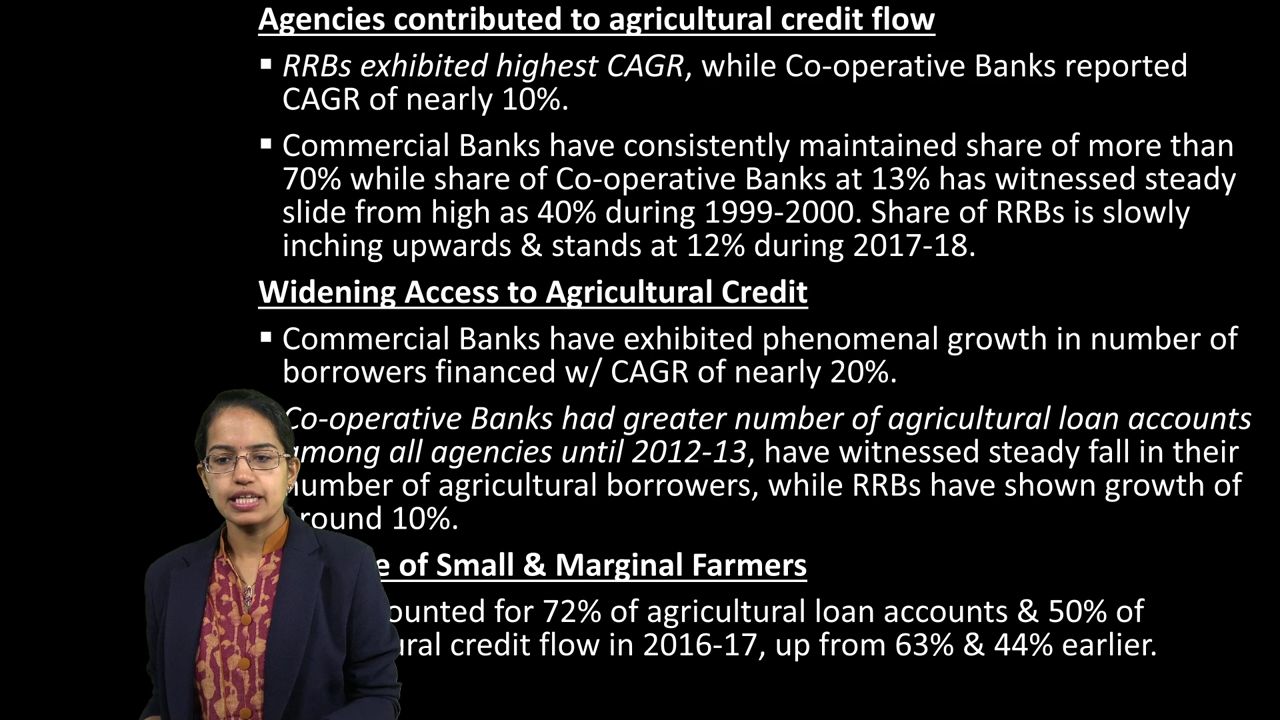 Agencies contributed to agricultural credit flow
▪ RRBs exhibited highest CAGR, while Co-operative Banks reported
CAGR of nearly 10%.
▪ Commercial Banks have consistently maintained share of more than
70% while share of Co-operative Banks at 13% has witnessed steady
slide from high as 40% during 1999-2000. Share of RRBs is slowly
inching upwards & stands at 12% during 2017-18.
Widening Access to Agricultural Credit
▪ Commercial Banks have exhibited phenomenal growth in number of
borrowers financed w/ CAGR of nearly 20%.
Co-operative Banks had greater number of agricultural loan accounts
among all agencies until 2012-13, have witnessed steady fall in their
number of agricultural borrowers, while RRBs have shown growth of
around 10%.
of Small & Marginal Farmers
for 72% of agricultural loan accounts & 50% of
credit flow in 2016-17, up from 63% & 44% earlier.